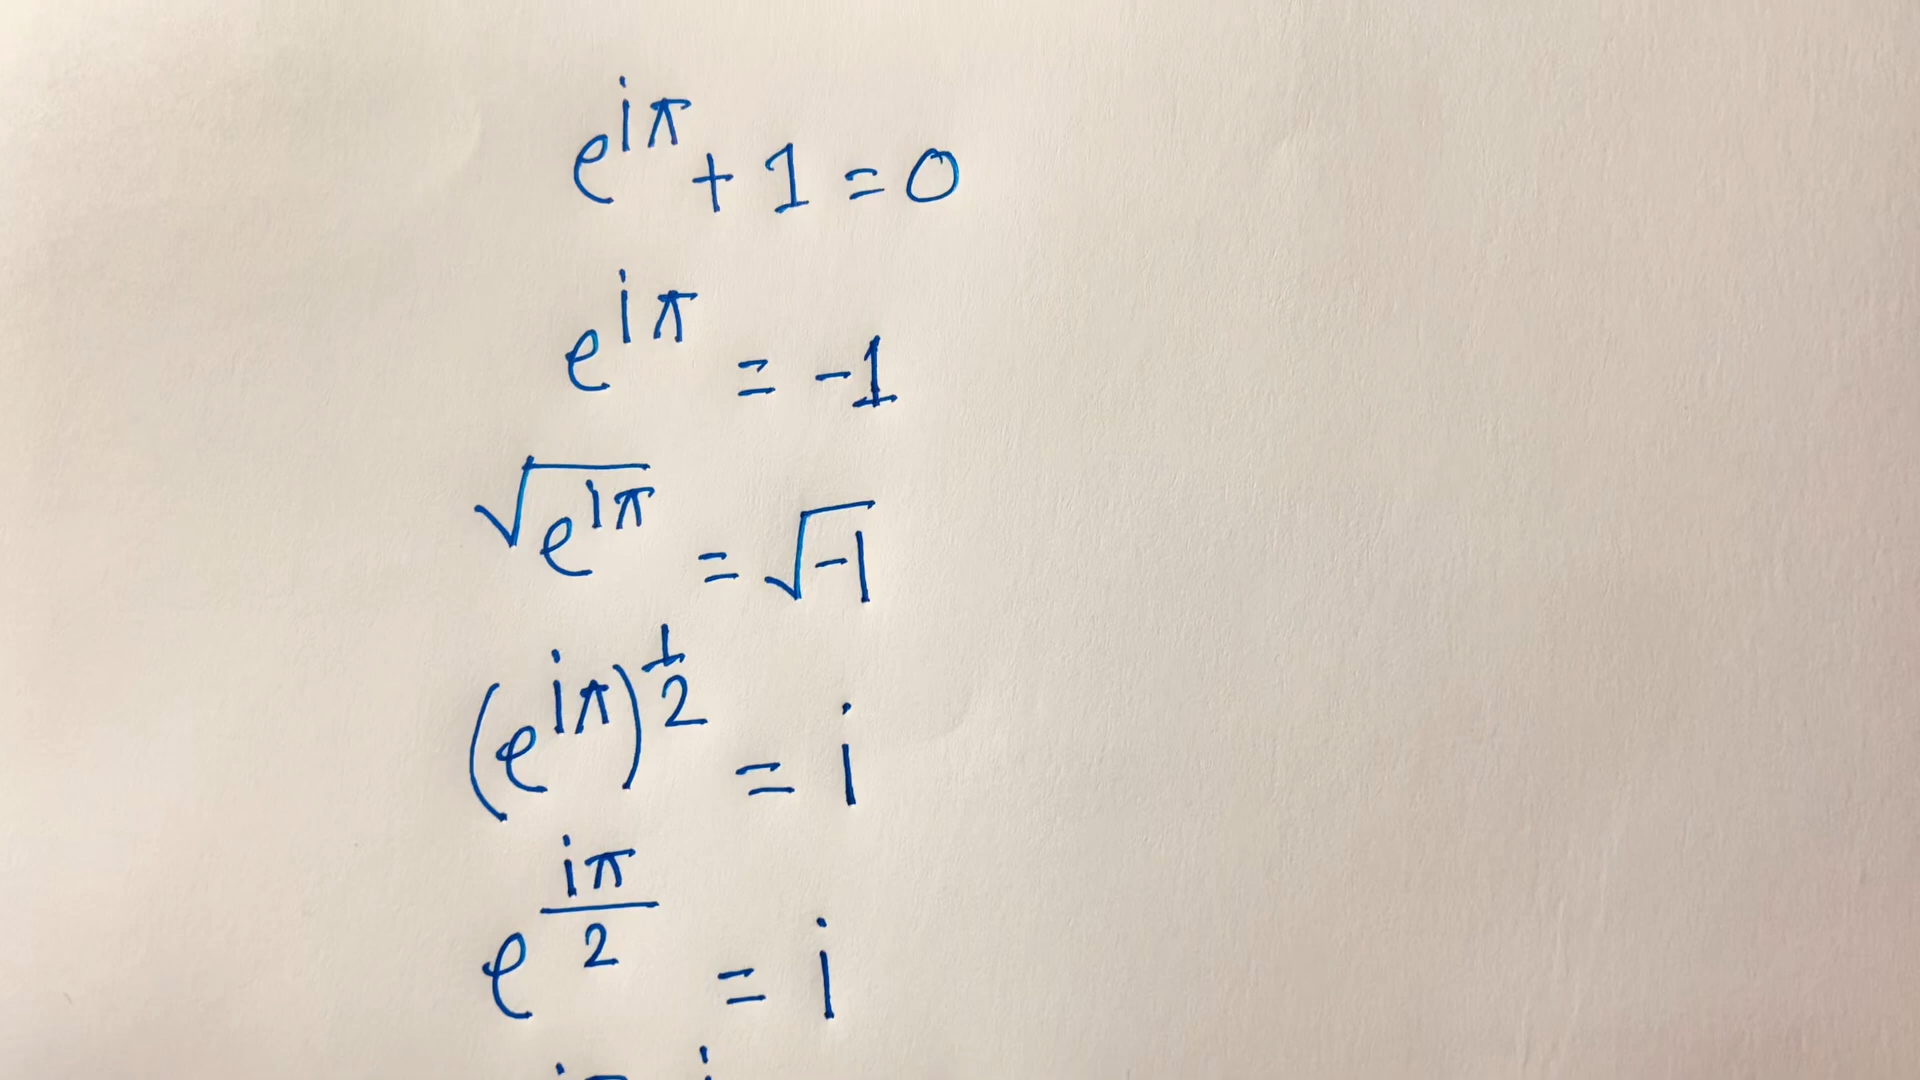 e^{iπ} + 1 = 0
e^{iπ} = -1
√(e^{iπ}) = √-1
(e^{iπ})^{1/2} = i
e^{iπ/2} = i